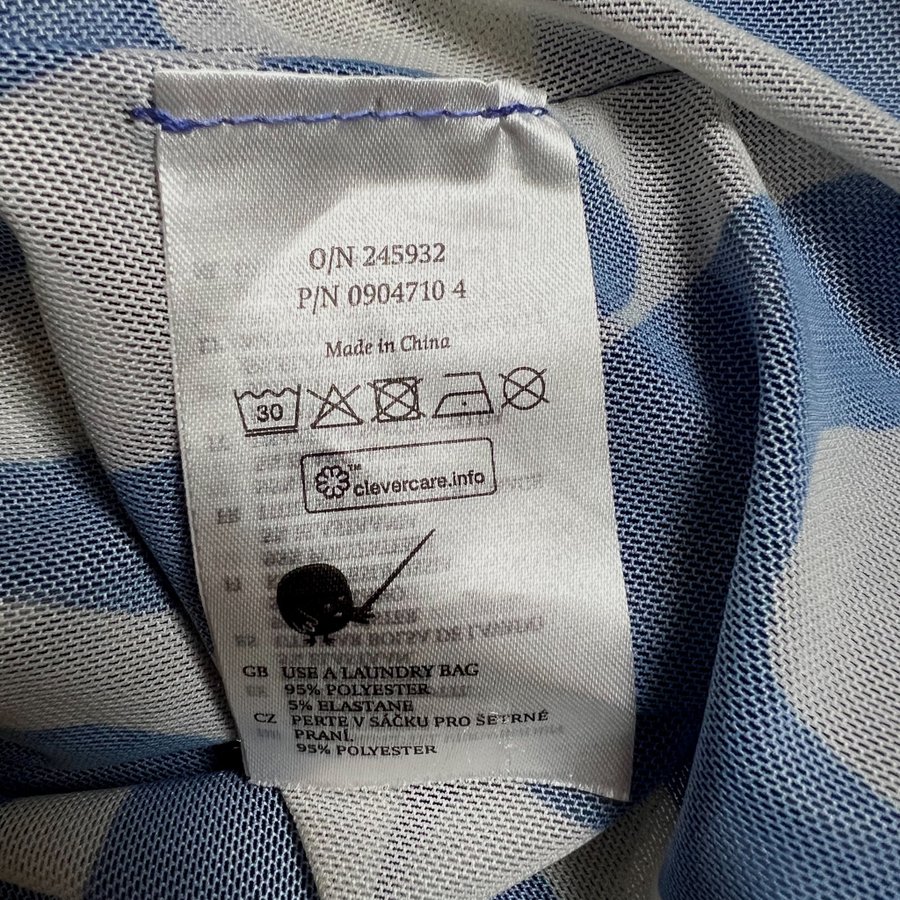 O/N 245932
P/N 0904710 4
Made in China
30
clevercare.info
GB USE A LAUNDRY BAG
95% POLYESTER
5% ELASTANE
CZ PERTE V SÁČKU PRO ŠETRNÉ
PRANÍ.
95% POLYESTER